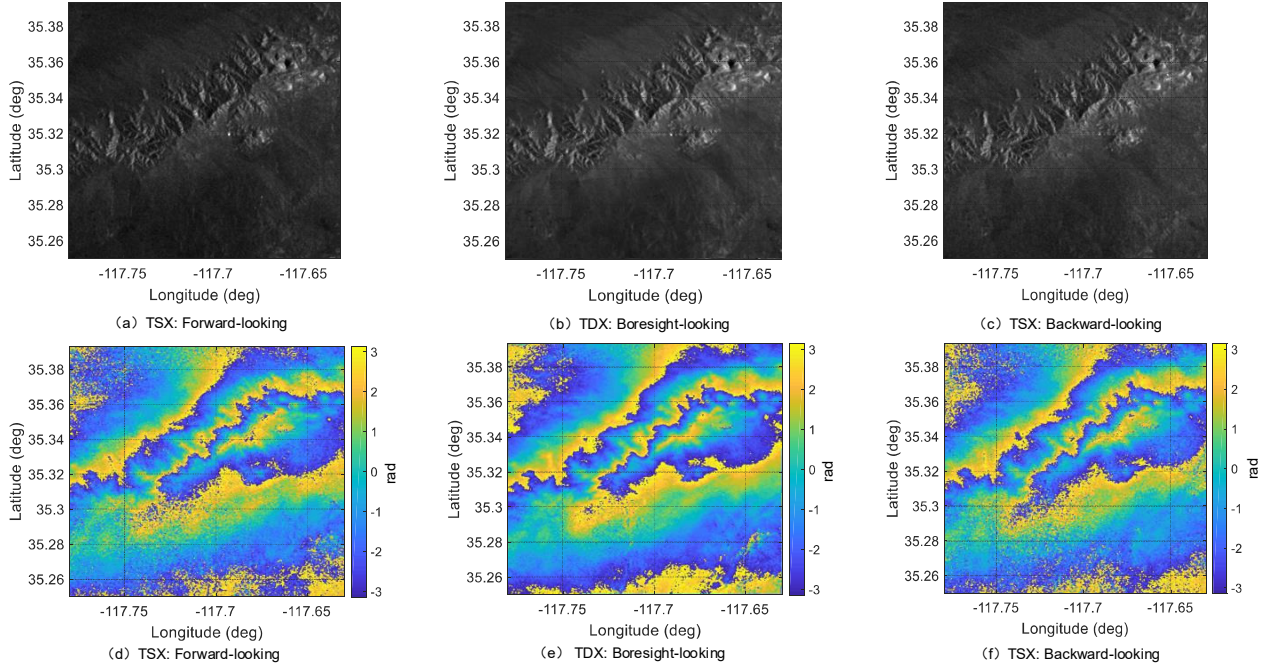 35.38
35.36
35.34
35.32
35.3
35.28
35.26
Latitude (deg)
-117.75 -117.7 -117.65
Longitude (deg)
（a）TSX: Forward-looking
35.38
35.36
35.34
35.32
35.3
35.28
35.26
Latitude (deg)
-117.75 -117.7 -117.65
Longitude (deg)
（b）TDX: Boresight-looking
35.38
35.36
35.34
35.32
35.3
35.28
35.26
Latitude (deg)
-117.75 -117.7 -117.65
Longitude (deg)
（c）TSX: Backward-looking
35.38
35.36
35.34
35.32
35.3
35.28
35.26
Latitude (deg)
-117.75 -117.7 -117.65
Longitude (deg)
3
2
1
0
-1
-2
-3
rad
（d）TSX: Forward-looking
35.38
35.36
35.34
35.32
35.3
35.28
35.26
Latitude (deg)
-117.75 -117.7 -117.65
Longitude (deg)
3
2
1
0
-1
-2
-3
rad
（e） TDX: Boresight-looking
35.38
35.36
35.34
35.32
35.3
35.28
35.26
Latitude (deg)
-117.75 -117.7 -117.65
Longitude (deg)
3
2
1
0
-1
-2
-3
rad
（f）TSX: Backward-looking